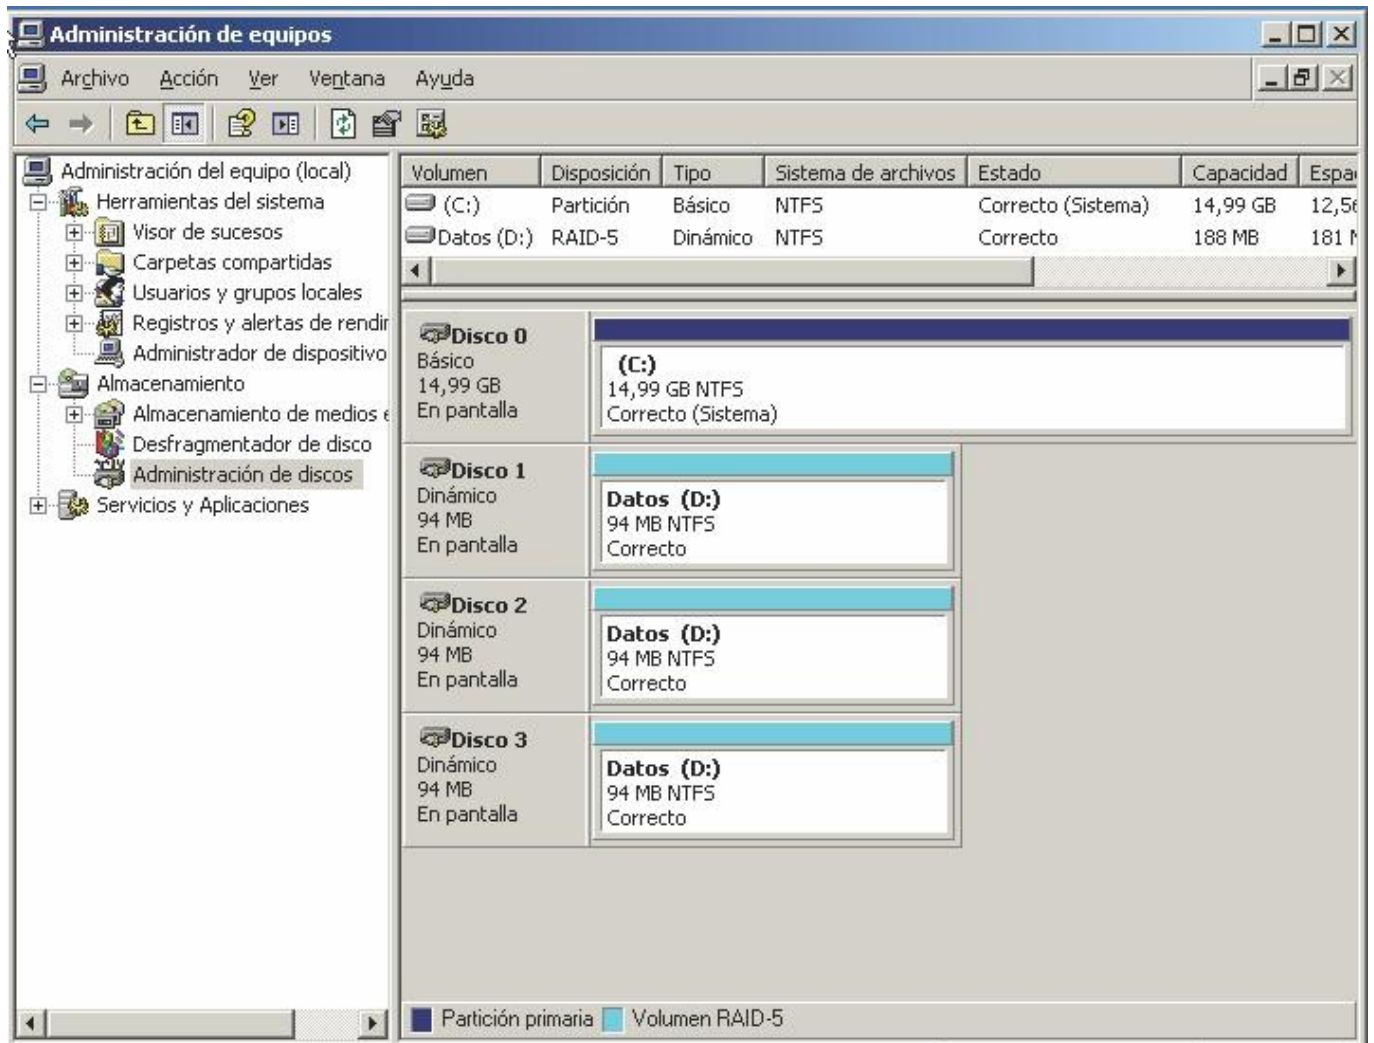 Administración de equipos
Archivo Acción Ver Ventana Ayuda
Administración del equipo (local)
Herramientas del sistema
Visor de sucesos
Carpetas compartidas
Usuarios y grupos locales
Registros y alertas de rendir
Administrador de dispositivo
Almacenamiento
Almacenamiento de medios e
Desfragmentador de disco
Administración de discos
Servicios y Aplicaciones
Volumen Disposición Tipo Sistema de archivos Estado Capacidad Espa
(C:) Partición Básico NTFS Correcto (Sistema) 14,99 GB 12,56
Datos (D:) RAID-5 Dinámico NTFS Correcto 188 MB 181 M
Disco 0
Básico
14,99 GB
En pantalla
(C:)
14,99 GB NTFS
Correcto (Sistema)
Disco 1
Dinámico
94 MB
En pantalla
Datos (D:)
94 MB NTFS
Correcto
Disco 2
Dinámico
94 MB
En pantalla
Datos (D:)
94 MB NTFS
Correcto
Disco 3
Dinámico
94 MB
En pantalla
Datos (D:)
94 MB NTFS
Correcto
Partición primaria Volumen RAID-5